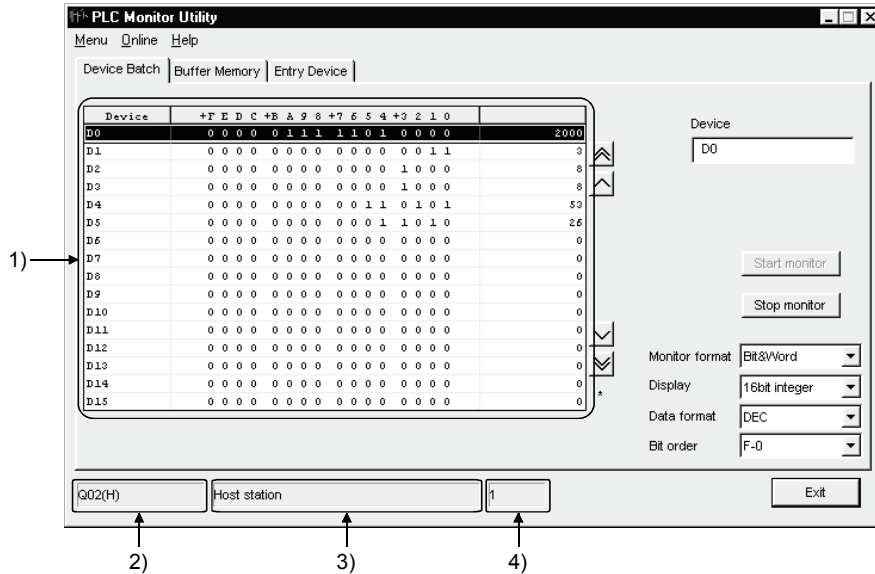 PLC Monitor Utility
Menu Online Help
Device Batch Buffer Memory Entry Device
Device +F E D C +B A 9 8 +7 6 5 4 +3 2 1 0
D0 0 0 0 0 0 1 1 1 1 1 0 1 0 0 0 0 2000
D1 0 0 0 0 0 0 0 0 0 0 0 0 0 0 1 1 3
D2 0 0 0 0 0 0 0 0 0 0 0 0 1 0 0 0 8
D3 0 0 0 0 0 0 0 0 0 0 0 0 1 0 0 0 8
D4 0 0 0 0 0 0 0 0 0 0 1 1 0 1 0 1 53
D5 0 0 0 0 0 0 0 0 0 0 0 1 1 0 1 0 26
D6 0 0 0 0 0 0 0 0 0 0 0 0 0 0 0 0 0
D7 0 0 0 0 0 0 0 0 0 0 0 0 0 0 0 0 0
D8 0 0 0 0 0 0 0 0 0 0 0 0 0 0 0 0 0
D9 0 0 0 0 0 0 0 0 0 0 0 0 0 0 0 0 0
D10 0 0 0 0 0 0 0 0 0 0 0 0 0 0 0 0 0
D11 0 0 0 0 0 0 0 0 0 0 0 0 0 0 0 0 0
D12 0 0 0 0 0 0 0 0 0 0 0 0 0 0 0 0 0
D13 0 0 0 0 0 0 0 0 0 0 0 0 0 0 0 0 0
D14 0 0 0 0 0 0 0 0 0 0 0 0 0 0 0 0 0
D15 0 0 0 0 0 0 0 0 0 0 0 0 0 0 0 0 0
*
1)
Device
D0
Start monitor
Stop monitor
Monitor format Bit&Word
Display 16bit integer
Data format DEC
Bit order F-0
Q02(H) Host station 1 Exit
2) 3) 4)